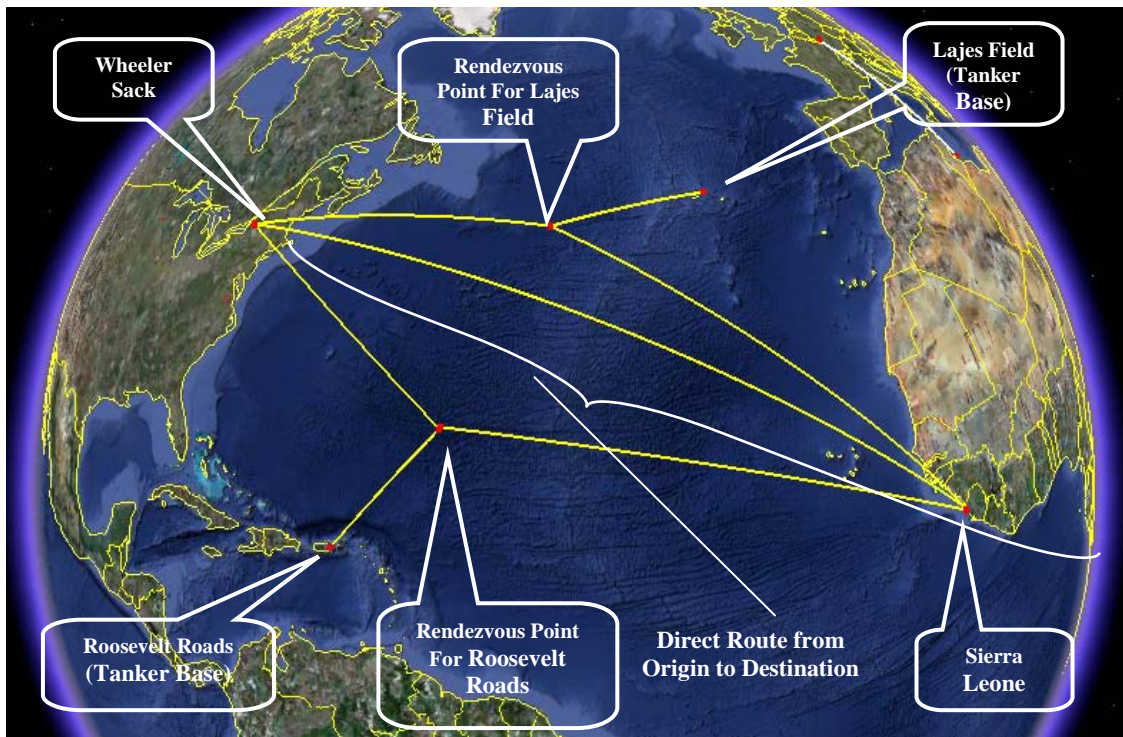 Wheeler
Sack
Rendezvous
Point For Lajes
Field
Lajes Field
(Tanker
Base)
Roosevelt Roads
(Tanker Base)
Rendezvous Point
For Roosevelt
Roads
Direct Route from
Origin to Destination
Sierra
Leone